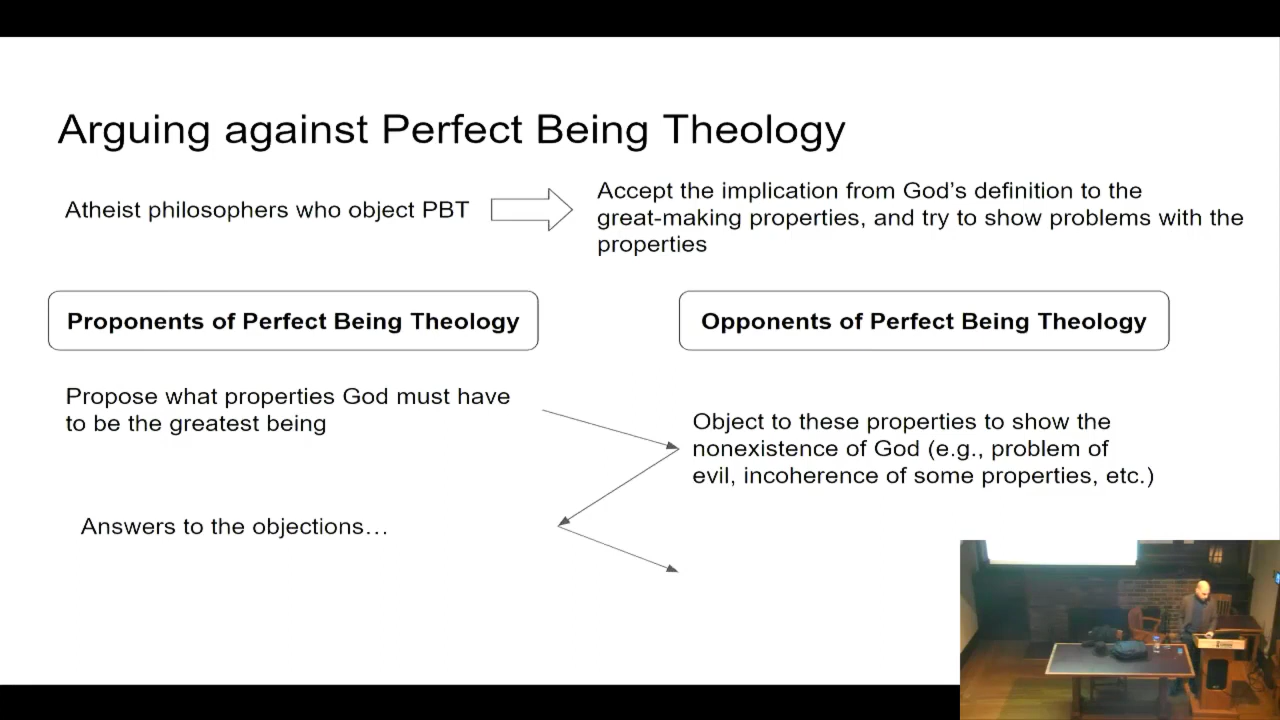 Arguing against Perfect Being Theology
Atheist philosophers who object PBT
Accept the implication from God's definition to the
great-making properties, and try to show problems with the
properties
Proponents of Perfect Being Theology
Opponents of Perfect Being Theology
Propose what properties God must have
to be the greatest being
Object to these properties to show the
nonexistence of God (e.g., problem of
evil, incoherence of some properties, etc.)
Answers to the objections…